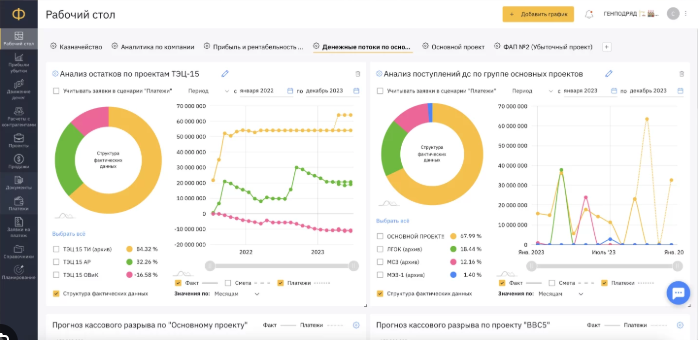 Рабочий стол
+ Добавить график
ГЕНПОДРЯД
Рабочий стол
Прибыли убытки
Движение денег
Расчеты с контрагентами
Проекты
Продажи
Документы
Платежи
Заявки на платеж
Справочники
Планирование
Казначейство
Аналитика по компании
Прибыль и рентабельность ...
Денежные потоки по осно...
Основной проект
ФАП №2 (Убыточный проект)
+
Анализ остатков по проектам ТЭЦ-15
Учитывать заявки в сценарии "Платежи"
Период
с января 2022
по декабрь 2023
Структура
фактических
данных
70 000 000
60 000 000
50 000 000
40 000 000
30 000 000
20 000 000
10 000 000
0
-10 000 000
-20 000 000
2022
2023
Выбрать всё
ТЭЦ 15 ТИ (архив) 84.32 %
ТЭЦ 15 АР 32.26 %
ТЭЦ 15 ОВиК -16.58 %
Структура фактических данных
Факт
Смета
Платежи
Значения по: Месяцам
Анализ поступлений дс по группе основных проектов
Учитывать заявки в сценарии "Платежи"
Период
с января 2023
по декабрь 2023
Структура
фактических
данных
70 000 000
60 000 000
50 000 000
40 000 000
30 000 000
20 000 000
10 000 000
0
Янв. 2023
Июль '23
Янв. 20
Выбрать всё
ОСНОВНОЙ ПРОЕКТ 67.99 %
ЛГОК (архив) 18.44 %
МСЗ (архив) 12.16 %
МЭЗ-1 (архив) 1.40 %
Структура фактических данных
Факт
Смета
Платежи
Значения по: Месяцам
Прогноз кассового разрыва по "Основному проекту"
Факт
Платежи
Прогноз кассового разрыва по проекту "ВВС5"
Факт
Платежи